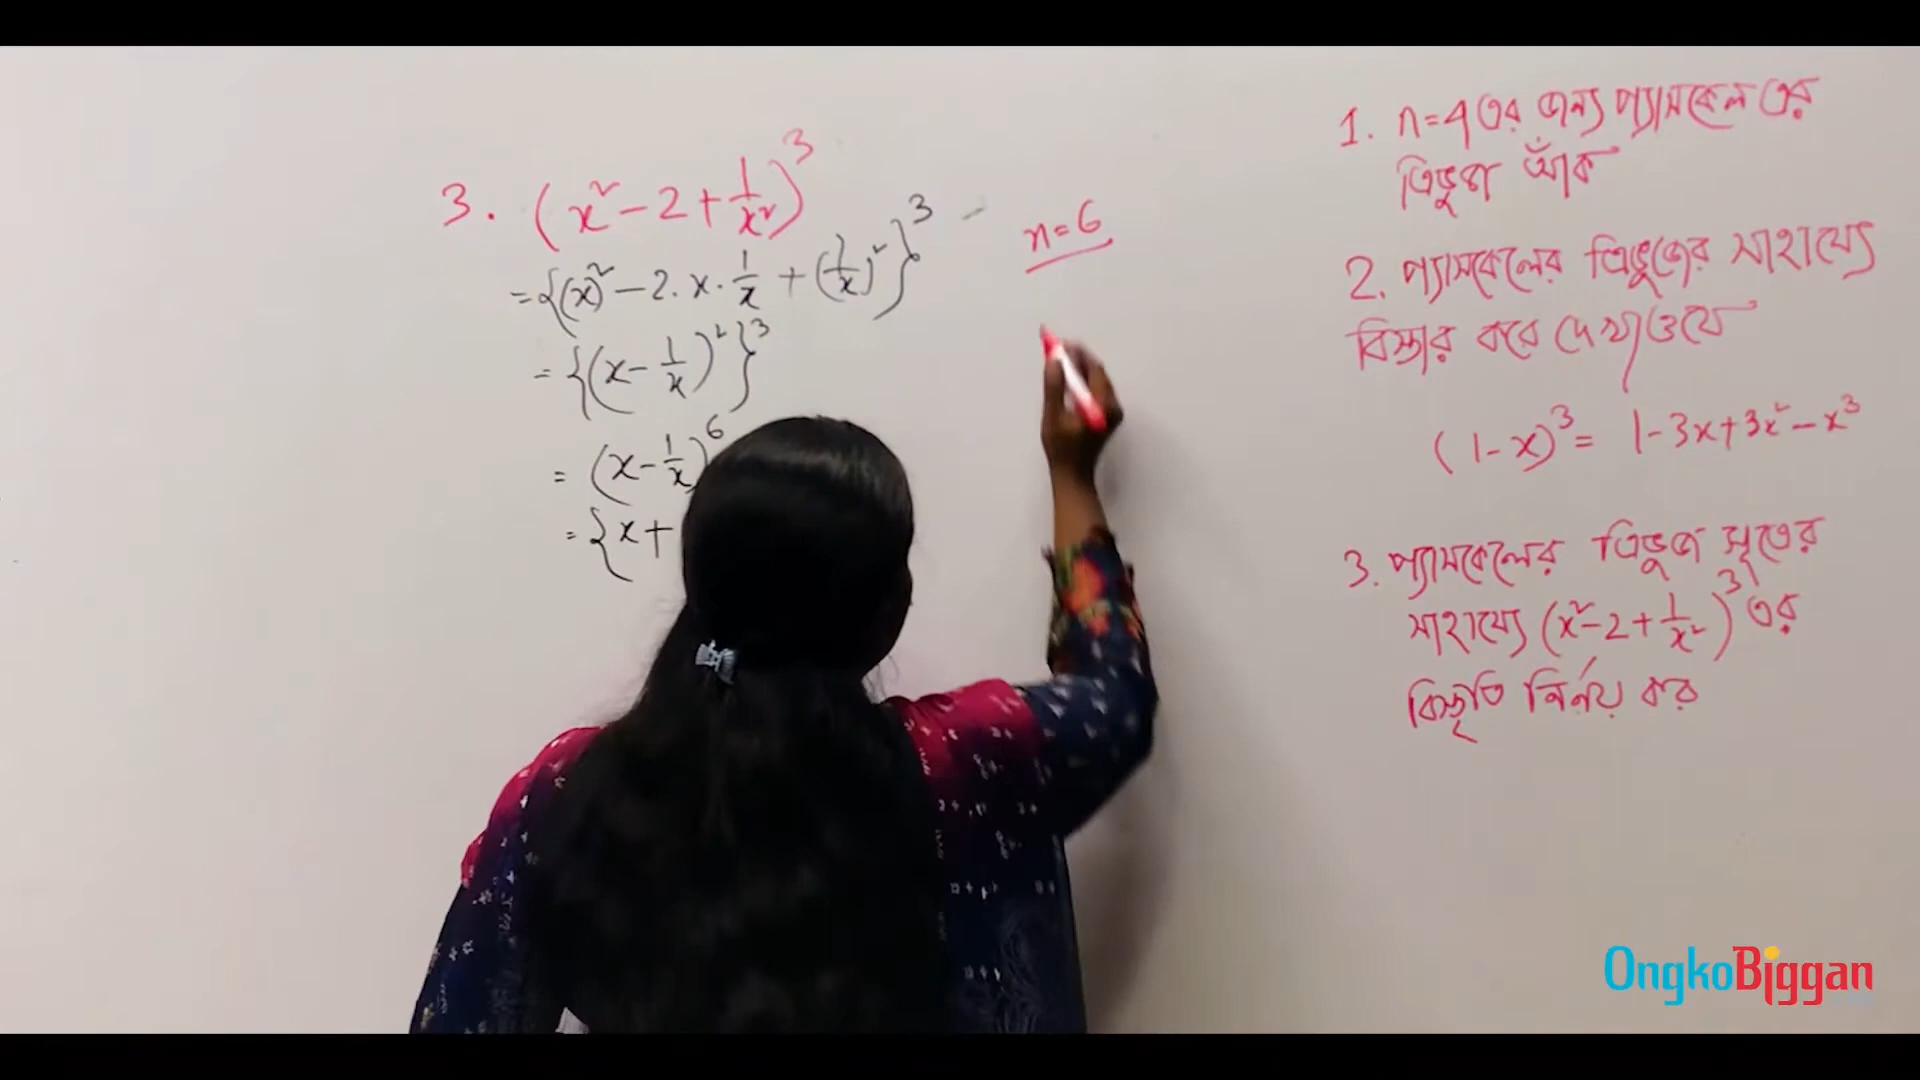 3. (x² - 2 + 1/x²)³
= {(x)² - 2 . x . 1/x + (1/x)²}³
= {(x - 1/x)²}³
= (x - 1/x)⁶
= {x +
n = 6
1. n=4 এর জন্য প্যাসকেল এর
ত্রিভুজ আঁক
2. প্যাসকেলের ত্রিভুজের সাহায্যে
বিস্তার করে দেখাও যে
(1-x)³ = 1-3x+3x²-x³
3. প্যাসকেলের ত্রিভুজ সূত্রের
সাহায্যে (x²-2+1/x²)³ এর
বিস্তৃতি নির্ণয় কর
OngkoBiggan